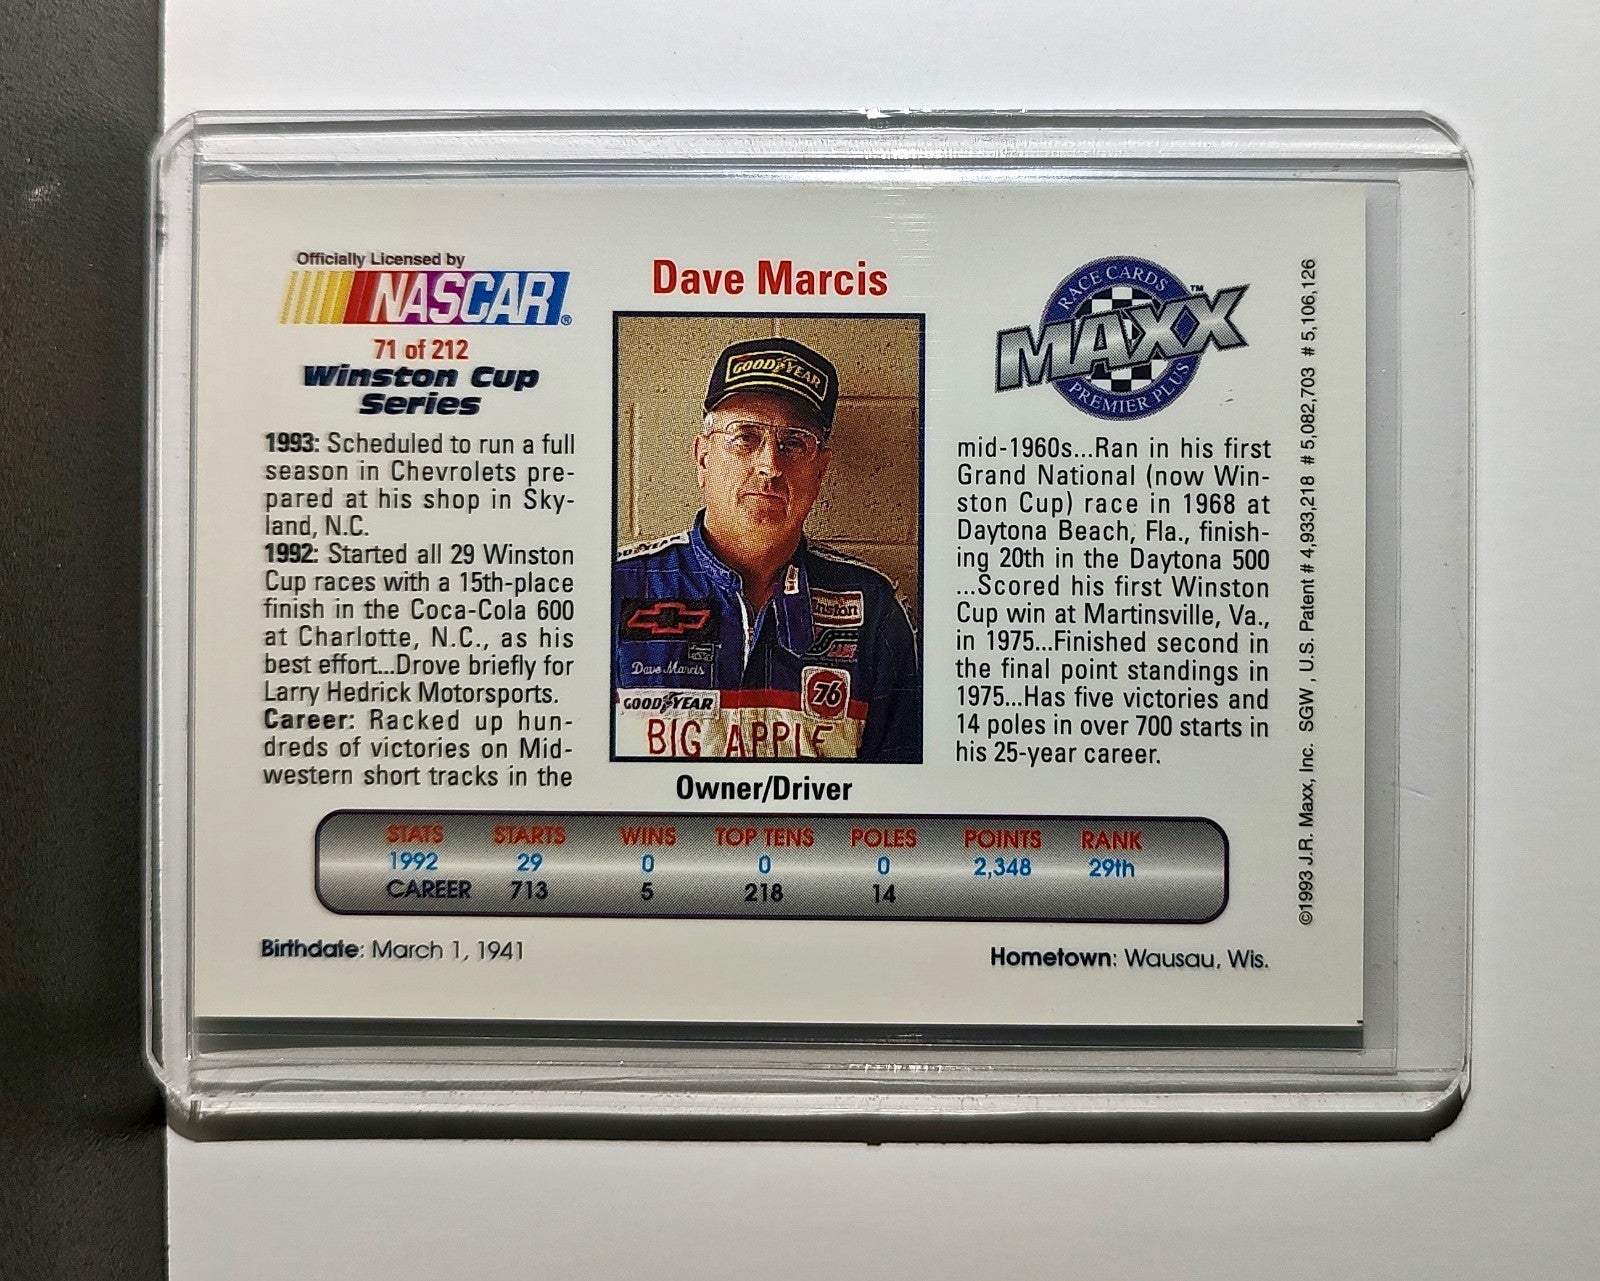 Officially Licensed by
NASCAR®
71 of 212
Winston Cup
Series
1993: Scheduled to run a full
season in Chevrolets pre-
pared at his shop in Sky-
land, N.C.
1992: Started all 29 Winston
Cup races with a 15th-place
finish in the Coca-Cola 600
at Charlotte, N.C., as his
best effort...Drove briefly for
Larry Hedrick Motorsports.
Career: Racked up hun-
dreds of victories on Mid-
western short tracks in the
Dave Marcis
GOODYEAR
GOODYEAR
Winston
Dave Marcis
76
GOODYEAR
BIG APPLE
Owner/Driver
RACE CARDS
MAXX™
PREMIER PLUS
mid-1960s...Ran in his first
Grand National (now Win-
ston Cup) race in 1968 at
Daytona Beach, Fla., finish-
ing 20th in the Daytona 500
...Scored his first Winston
Cup win at Martinsville, Va.,
in 1975...Finished second in
the final point standings in
1975...Has five victories and
14 poles in over 700 starts in
his 25-year career.
STATS STARTS WINS TOP TENS POLES POINTS RANK
1992 29 0 0 0 2,348 29th
CAREER 713 5 218 14
Birthdate: March 1, 1941
Hometown: Wausau, Wis.
©1993 J.R. Maxx, Inc. SGW , U.S. Patent # 4,933,218 # 5,082,703 # 5,106,126